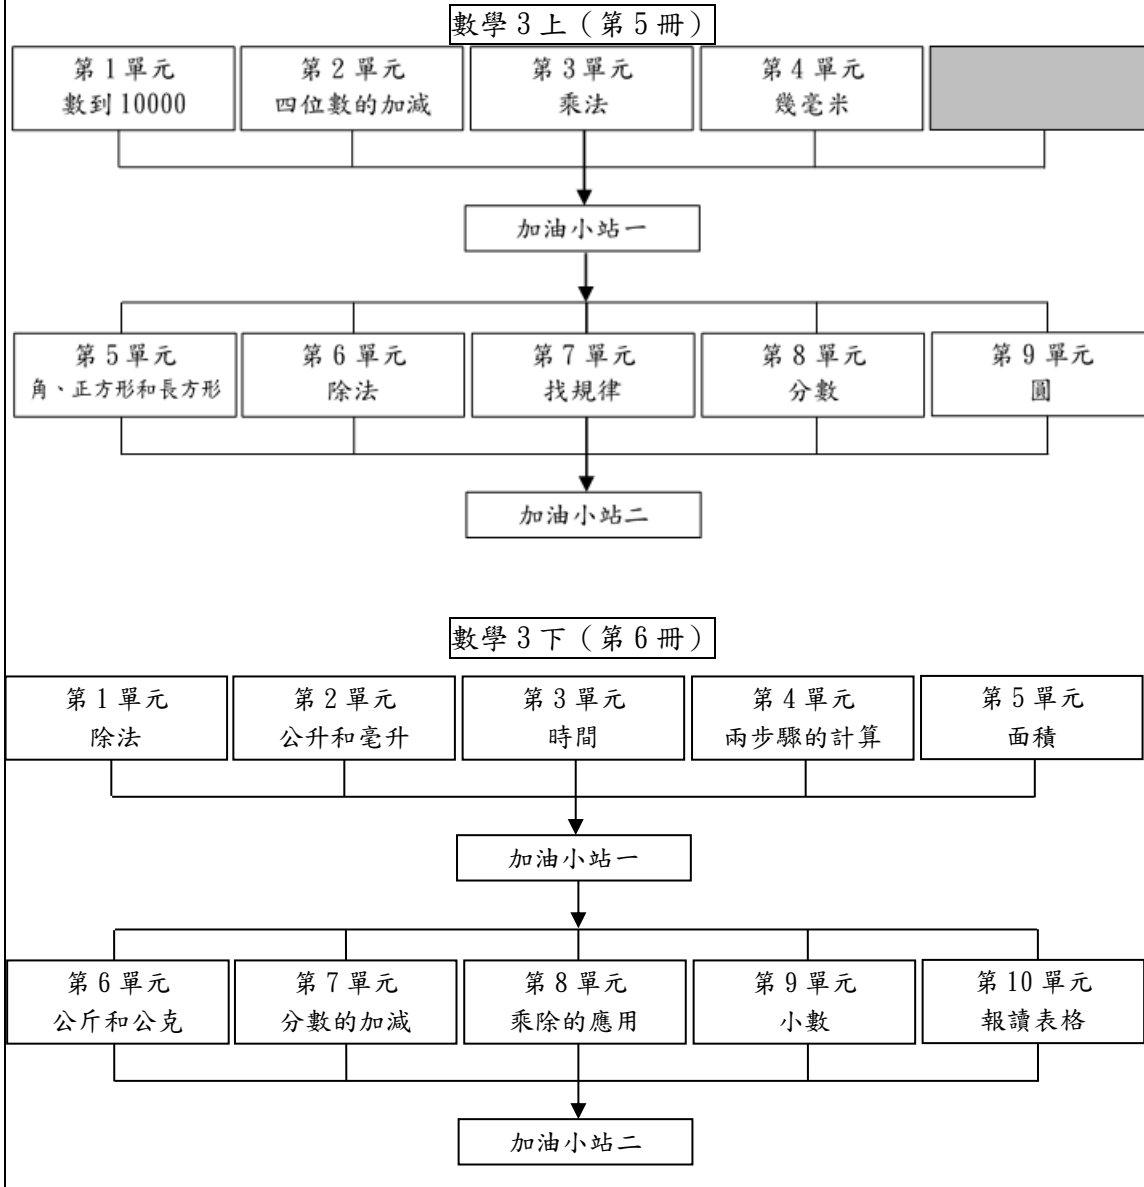 數學3上（第5冊）
第1單元
數到10000
第2單元
四位數的加減
第3單元
乘法
第4單元
幾毫米
加油小站一
第5單元
角、正方形和長方形
第6單元
除法
第7單元
找規律
第8單元
分數
第9單元
圓
加油小站二
數學3下（第6冊）
第1單元
除法
第2單元
公升和毫升
第3單元
時間
第4單元
兩步驟的計算
第5單元
面積
加油小站一
第6單元
公斤和公克
第7單元
分數的加減
第8單元
乘除的應用
第9單元
小數
第10單元
報讀表格
加油小站二